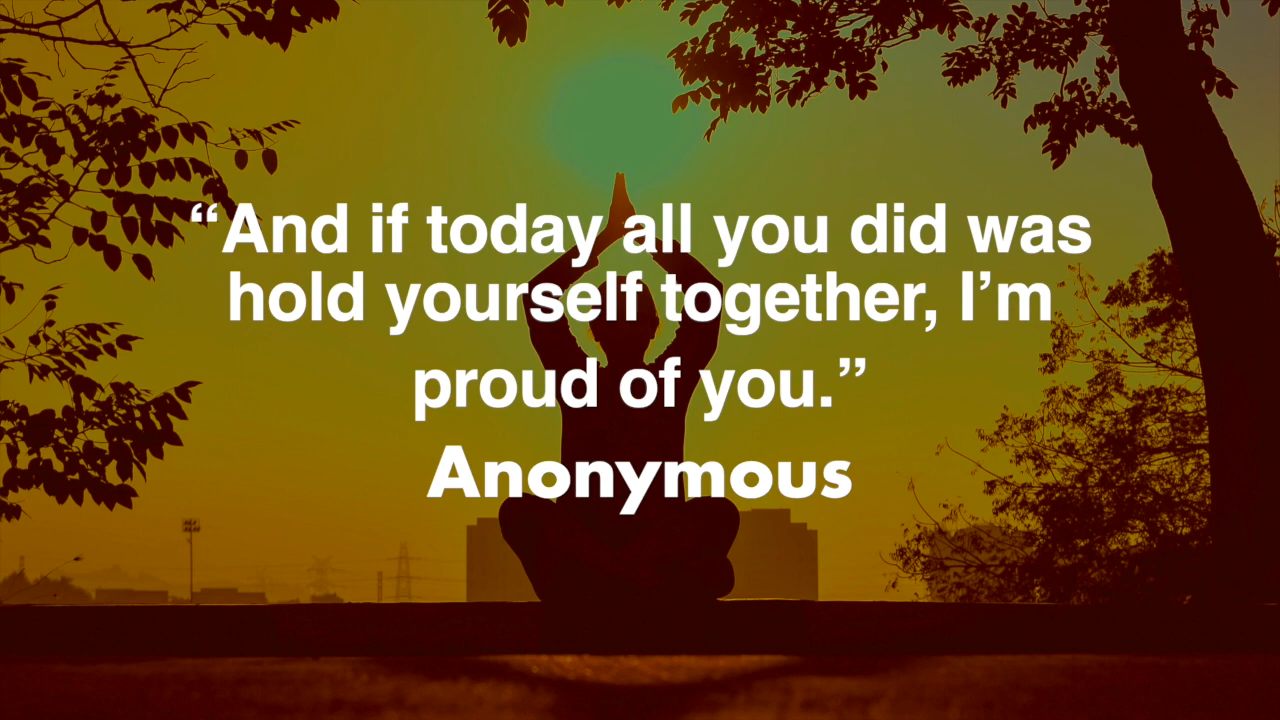 “And if today all you did was
hold yourself together, I’m
proud of you.”
Anonymous